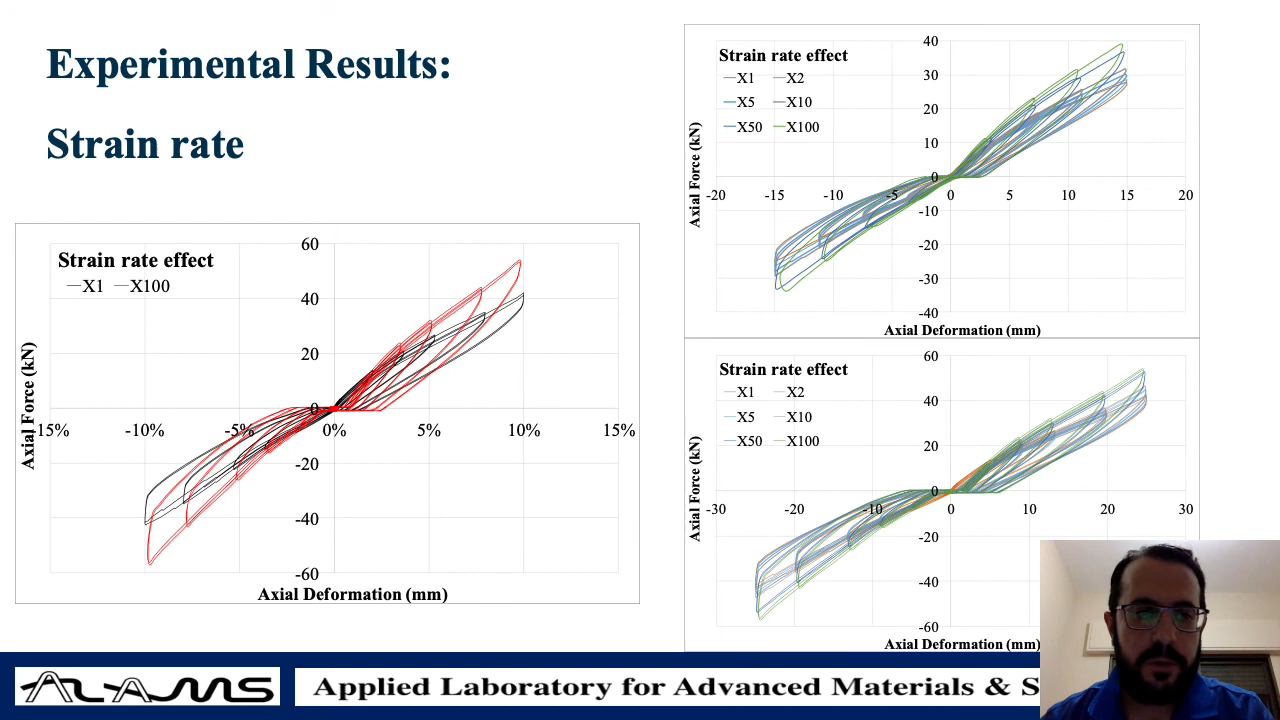 Experimental Results:
Strain rate
Strain rate effect
X1 X100
60
40
20
0
-20
-40
-60
15% -10% -5% 0% 5% 10% 15%
Axial Force (kN)
Axial Deformation (mm)
Strain rate effect
X1 X2
X5 X10
X50 X100
40
30
20
10
0
-10
-20
-30
-40
-20 -15 -10 -5 0 5 10 15 20
Axial Force (kN)
Axial Deformation (mm)
Strain rate effect
X1 X2
X5 X10
X50 X100
60
40
20
0
-20
-40
-60
-30 -20 -10 0 10 20 30
Axial Force (kN)
Axial Deformation (mm)
ALAMS
Applied Laboratory for Advanced Materials & S